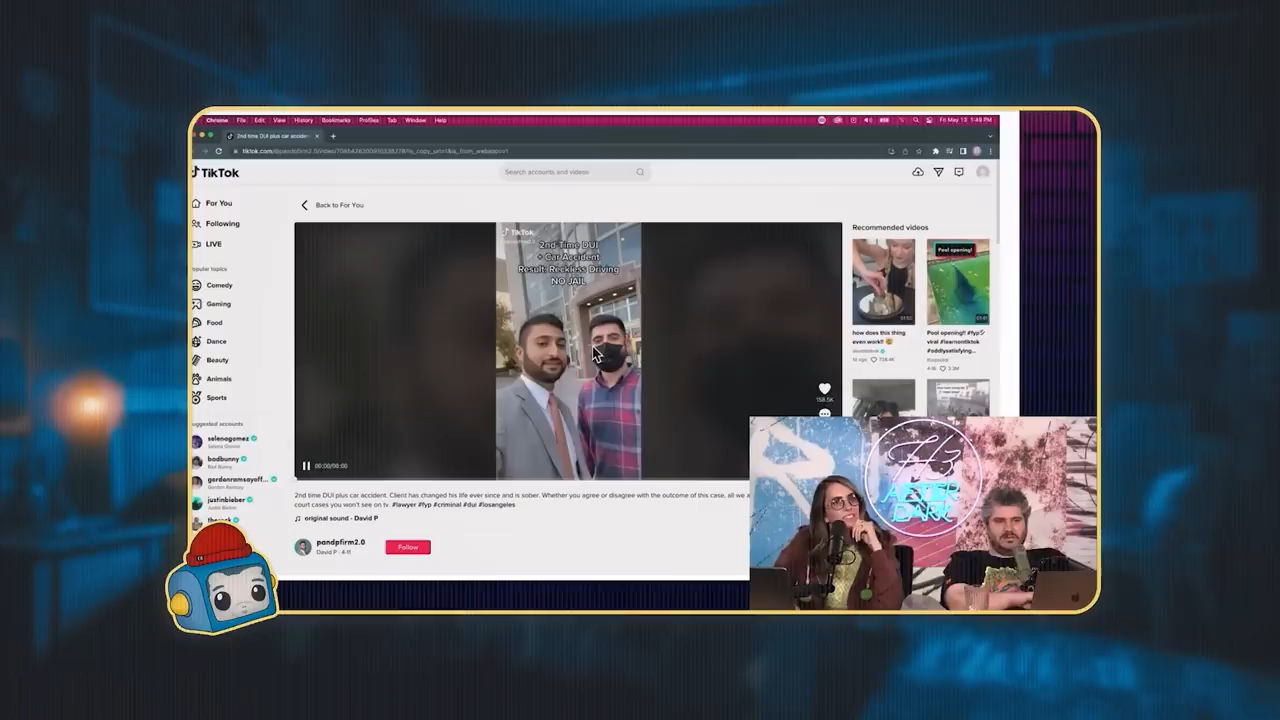 Chrome File Edit View History Bookmarks Profiles Tab Window Help
Fri May 13 1:48 PM
2nd time DUI plus car acciden
TikTok
Search accounts and videos
For You
Following
LIVE
Comedy
Gaming
Food
Dance
Beauty
Animals
Sports
selenagomez
Selena Gomez
badbunny
Bad Bunny
gordonramsayoff...
Gordon Ramsay
justinbieber
Justin Bieber
Back to For You
TikTok
2nd Time DUI
+ Car Accident
Result: Reckless Driving
NO JAIL
00:00/00:00
158.5K
2nd time DUI plus car accident. Client has changed his life ever since and is sober. Whether you agree or disagree with the outcome of this case, all we a
court cases you won't see on tv. #lawyer #fyp #criminal #dui #losangeles
original sound - David P
pandpfirm2.0
David P · 4-11
Follow
Recommended videos
Pool opening!
how does this thing
even work!!
Pool opening!! #fyp
viral #learnontiktok
#oddlysatisfying...
H3
AFTER
DARK